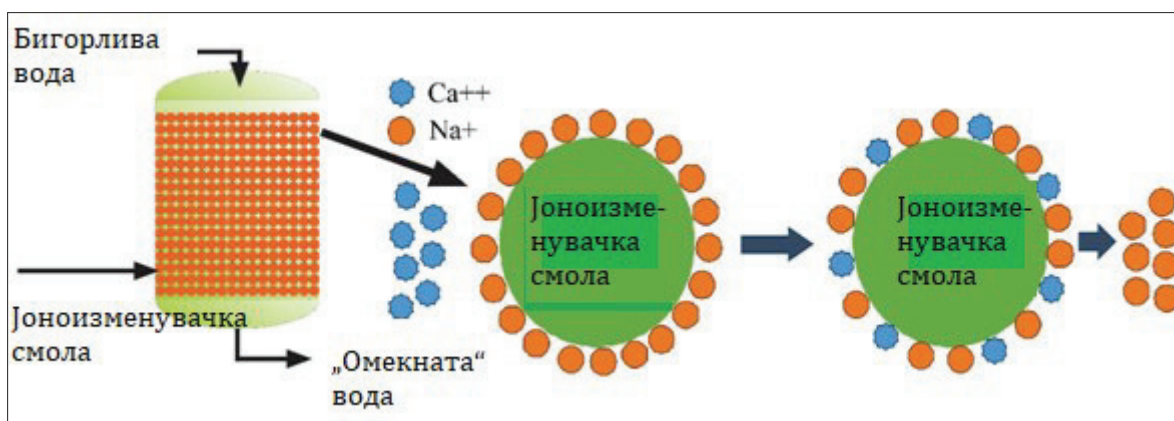 Бигорлива
вода
Ca++
Na+
Јоноизме-
нувачка
смола
Јоноизме-
нувачка
смола
Јоноизменувачка
смола
„Омекната“
вода